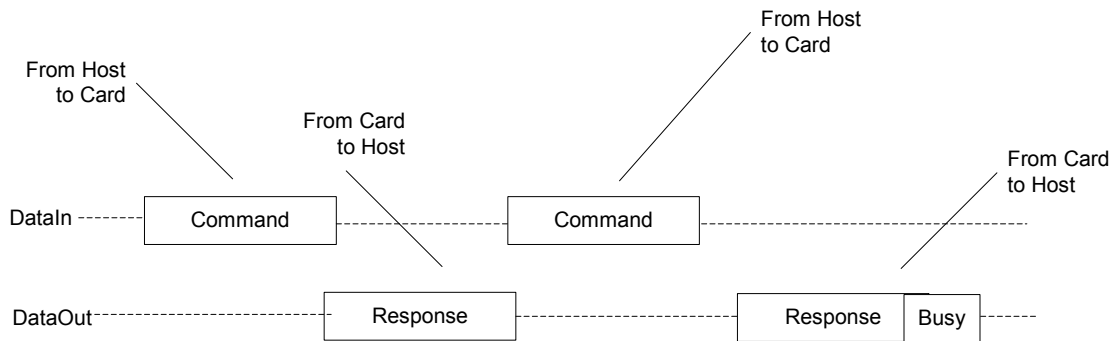 From Host
to Card
From Host
to Card
From Card
to Host
From Card
to Host
DataIn
Command
Command
DataOut
Response
Response
Busy